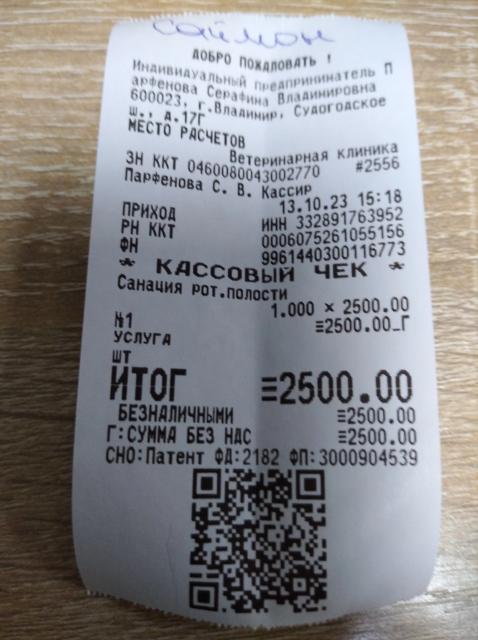 саймон
ДОБРО ПОЖАЛОВАТЬ !
Индивидуальный предприниматель П
арфенова Серафина Владимировна
600023, г.Владимир, Судогодское
ш., д.17Г
МЕСТО РАСЧЕТОВ
Ветеринарная клиника
ЗН ККТ 0460080043002770 #2556
Парфенова С. В. Кассир
13.10.23 15:18
ПРИХОД ИНН 332891763952
РН ККТ 0006075261055156
ФН 9961440300116773
* КАССОВЫЙ ЧЕК *
Санация рот.полости
1.000 × 2500.00
№1 ≡2500.00_Г
УСЛУГА
ШТ
ИТОГ ≡2500.00
БЕЗНАЛИЧНЫМИ ≡2500.00
Г:СУММА БЕЗ НДС ≡2500.00
СНО:Патент ФД:2182 ФП:3000904539